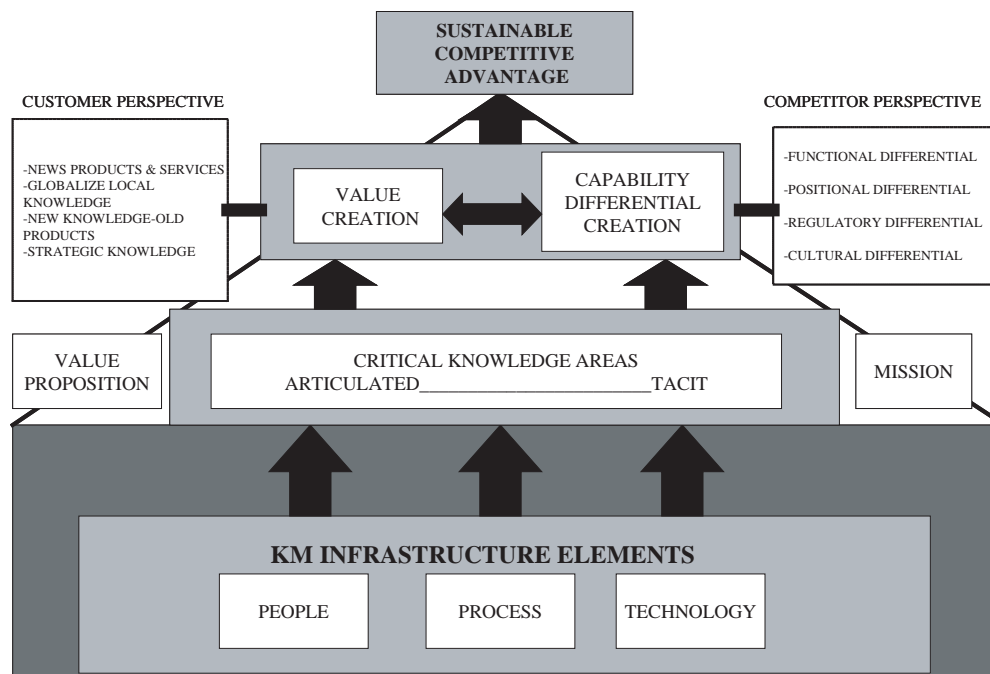 SUSTAINABLE
COMPETITIVE
ADVANTAGE
CUSTOMER PERSPECTIVE
-NEWS PRODUCTS & SERVICES
-GLOBALIZE LOCAL
KNOWLEDGE
-NEW KNOWLEDGE-OLD
PRODUCTS
-STRATEGIC KNOWLEDGE
VALUE
CREATION
CAPABILITY
DIFFERENTIAL
CREATION
COMPETITOR PERSPECTIVE
-FUNCTIONAL DIFFERENTIAL
-POSITIONAL DIFFERENTIAL
-REGULATORY DIFFERENTIAL
-CULTURAL DIFFERENTIAL
VALUE
PROPOSITION
CRITICAL KNOWLEDGE AREAS
ARTICULATED________________________TACIT
MISSION
KM INFRASTRUCTURE ELEMENTS
PEOPLE
PROCESS
TECHNOLOGY